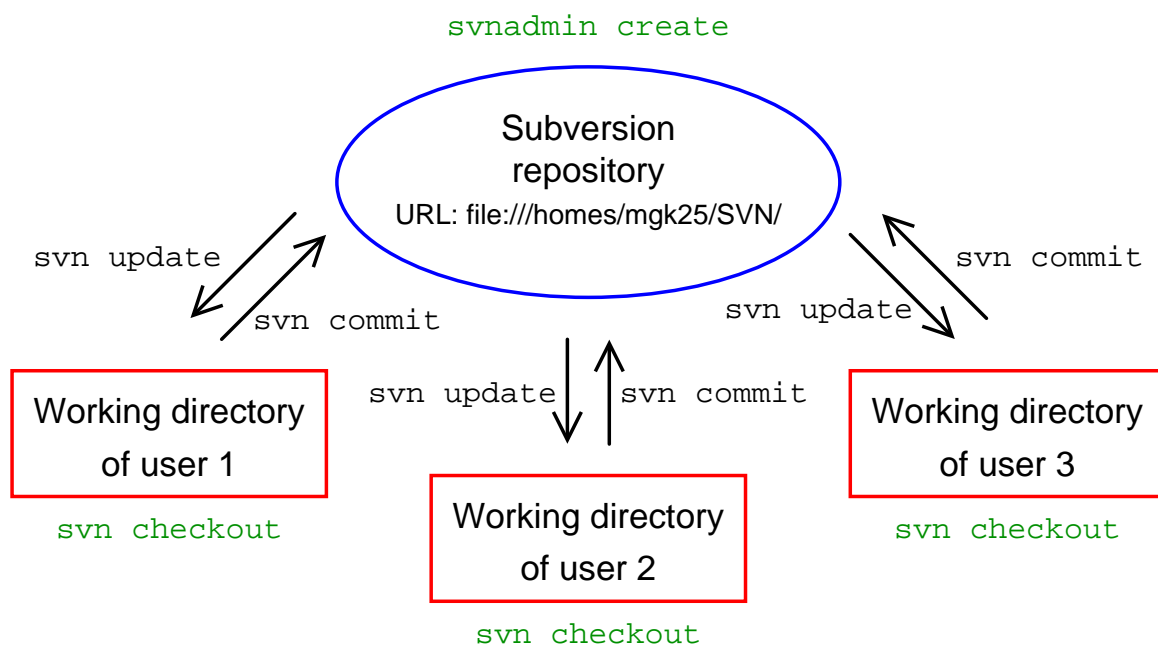 svnadmin create
Subversion
repository
URL: file:///homes/mgk25/SVN/
svn update
svn commit
svn commit
svn update
svn update
svn commit
Working directory
of user 1
svn checkout
Working directory
of user 2
svn checkout
Working directory
of user 3
svn checkout